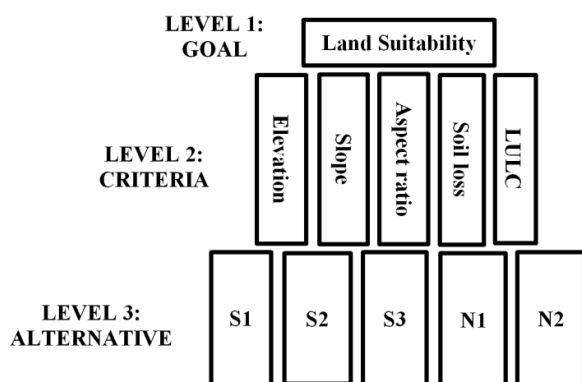 LEVEL 1:
GOAL
Land Suitability
LEVEL 2:
CRITERIA
Elevation
Slope
Aspect ratio
Soil loss
LULC
LEVEL 3:
ALTERNATIVE
S1
S2
S3
N1
N2